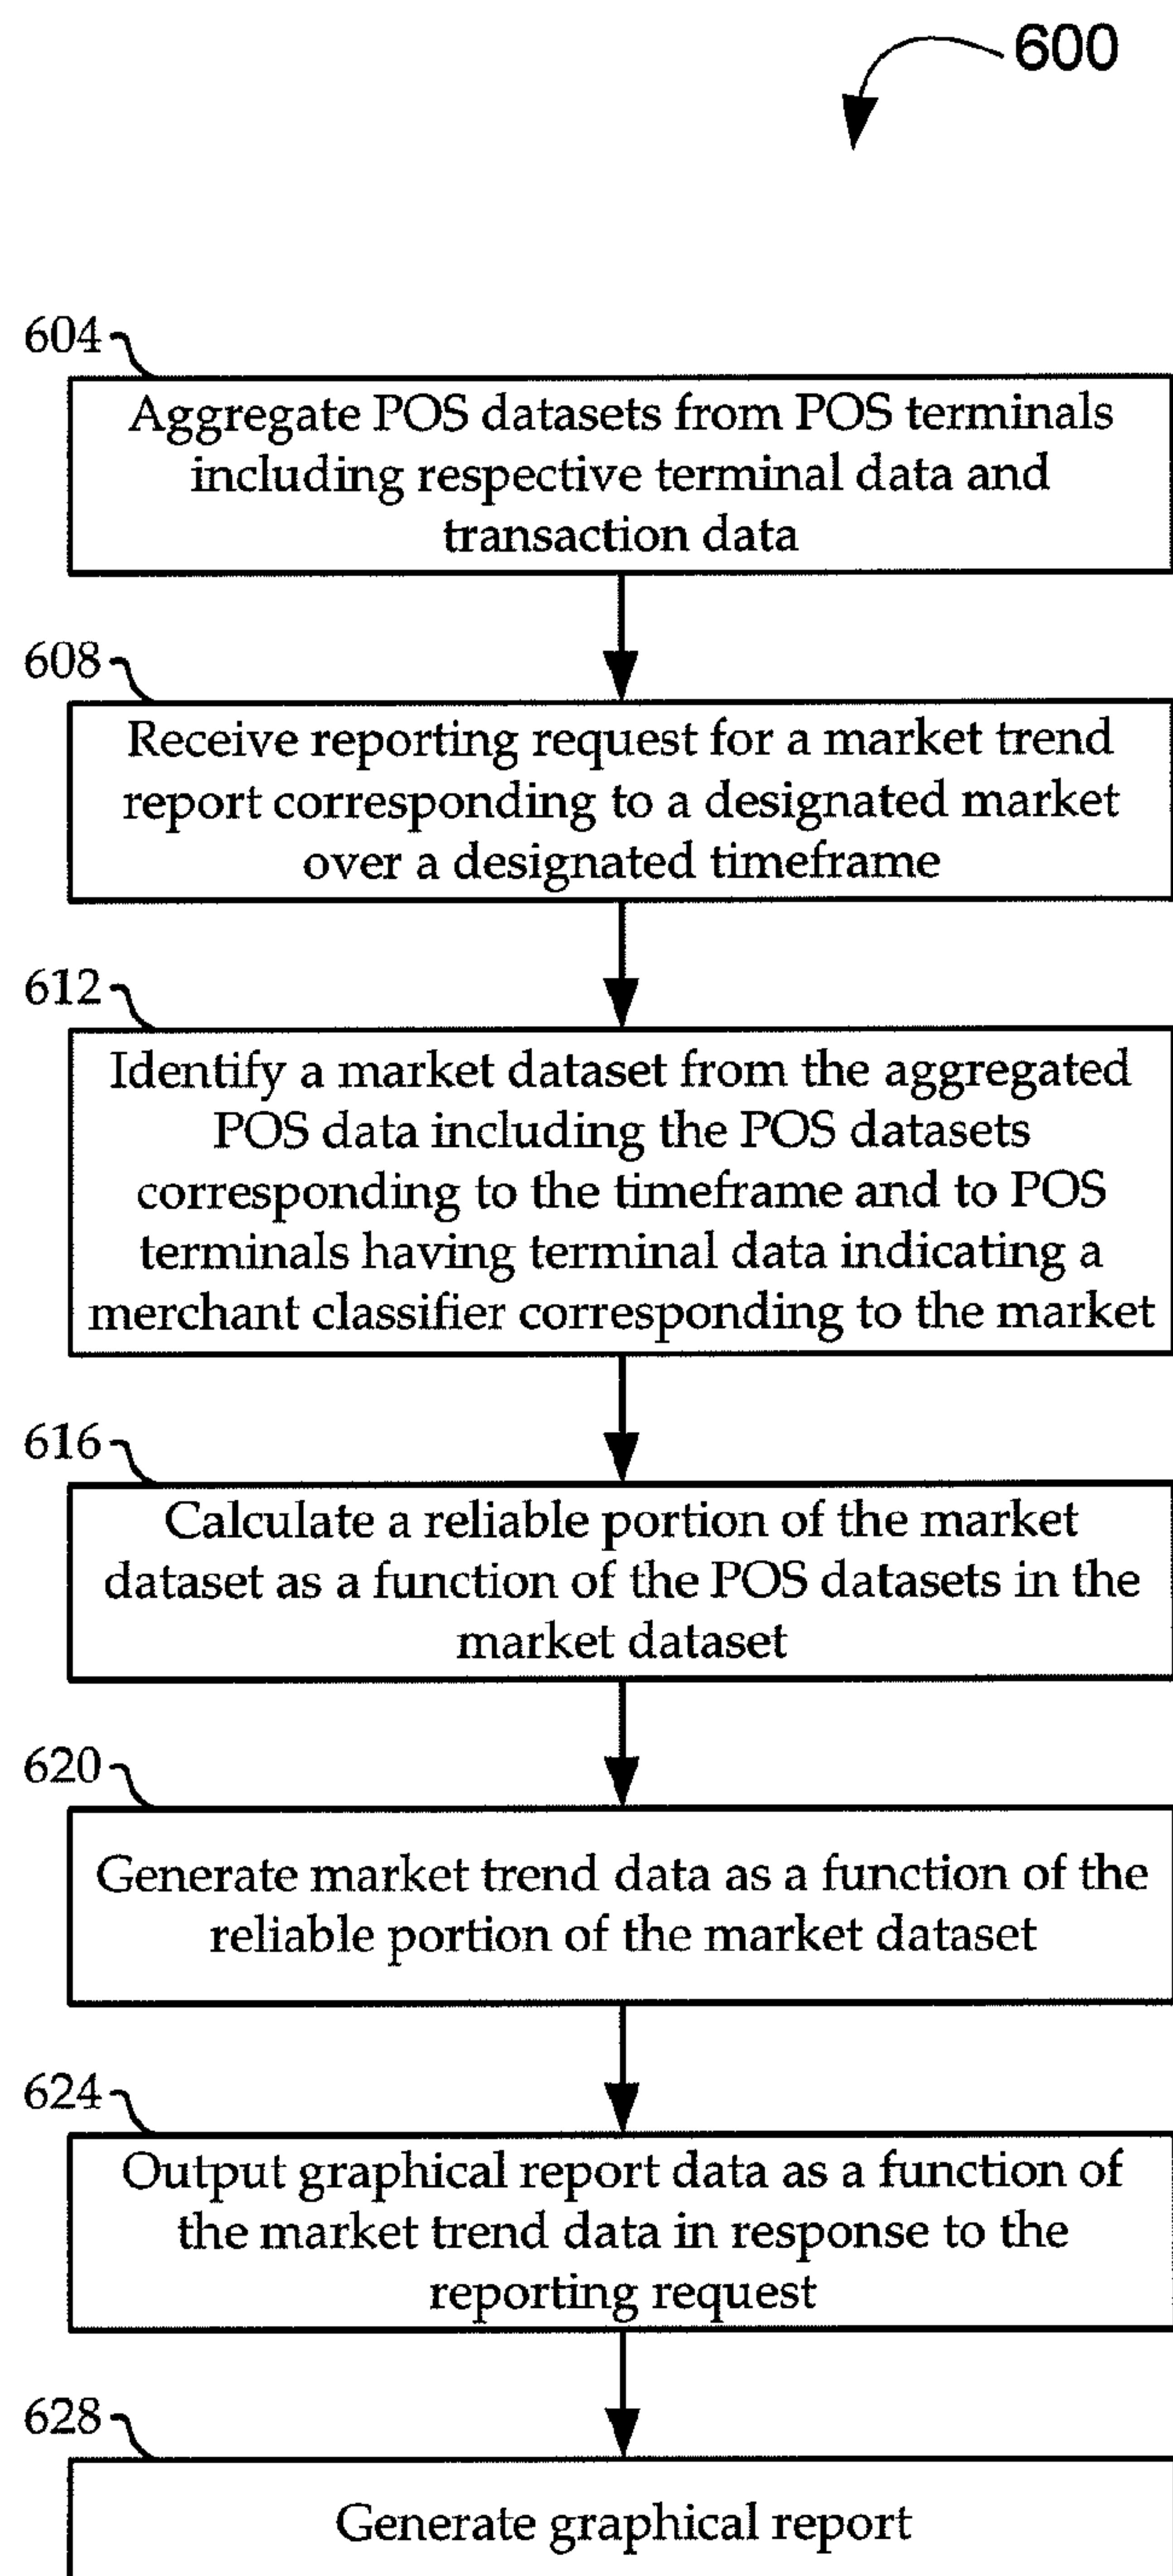 600
604
Aggregate POS datasets from POS terminals
including respective terminal data and
transaction data
608
Receive reporting request for a market trend
report corresponding to a designated market
over a designated timeframe
612
Identify a market dataset from the aggregated
POS data including the POS datasets
corresponding to the timeframe and to POS
terminals having terminal data indicating a
merchant classifier corresponding to the market
616
Calculate a reliable portion of the market
dataset as a function of the POS datasets in the
market dataset
620
Generate market trend data as a function of the
reliable portion of the market dataset
624
Output graphical report data as a function of
the market trend data in response to the
reporting request
628
Generate graphical report